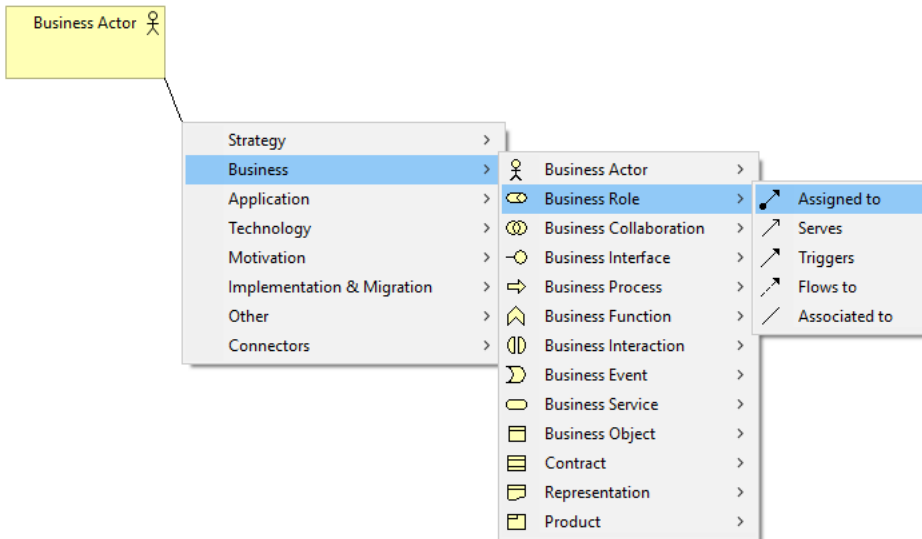 Business Actor
Strategy
Business
Application
Technology
Motivation
Implementation & Migration
Other
Connectors
Business Actor
Business Role
Business Collaboration
Business Interface
Business Process
Business Function
Business Interaction
Business Event
Business Service
Business Object
Contract
Representation
Product
Assigned to
Serves
Triggers
Flows to
Associated to